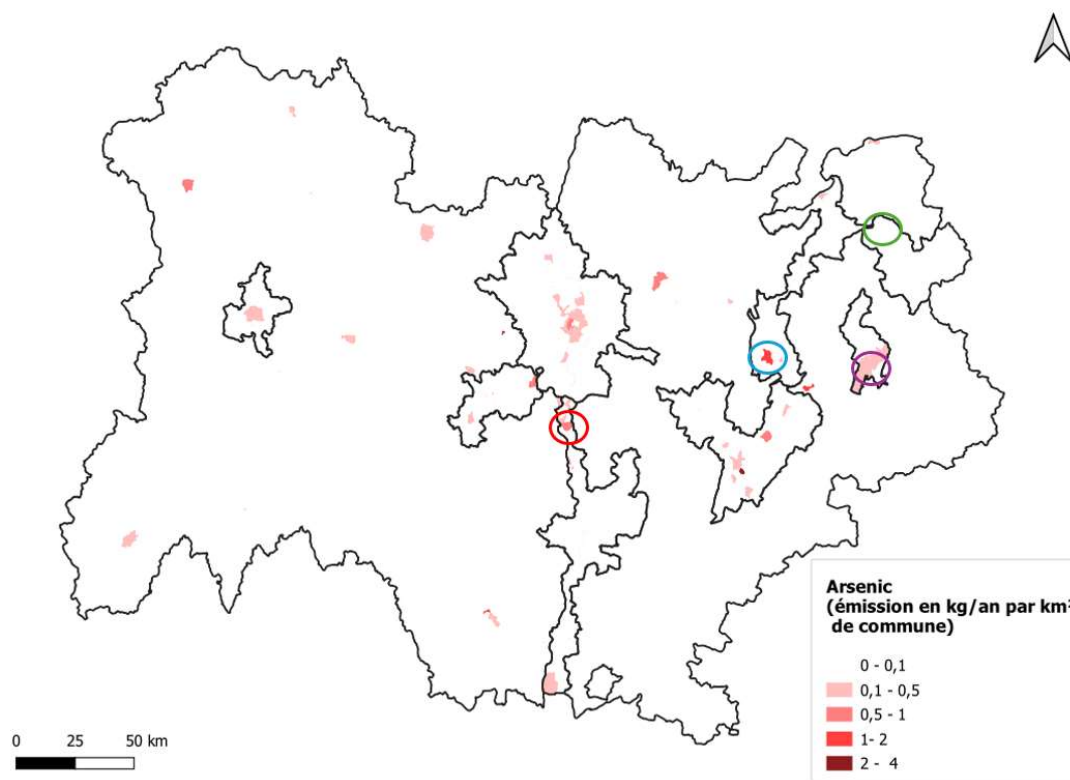 Arsenic
(émission en kg/an par km²
de commune)
0 - 0,1
0,1 - 0,5
0,5 - 1
1- 2
2 - 4
0 25 50 km